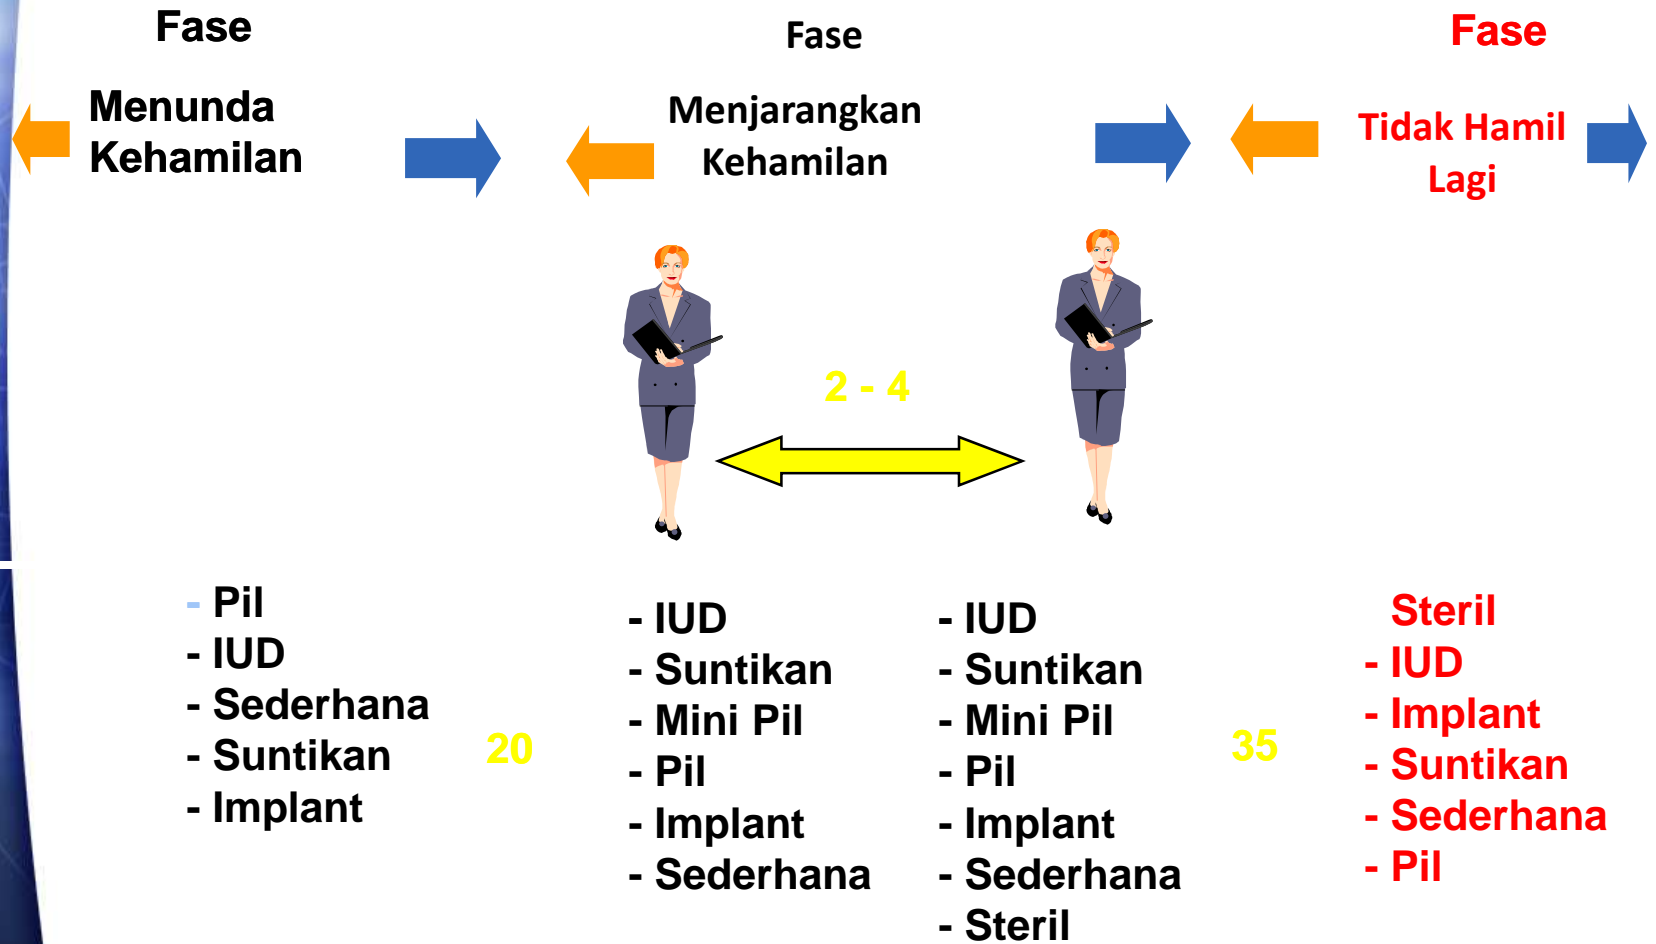 Fase
Menunda
Kehamilan
Fase
Menjarangkan
Kehamilan
Fase
Tidak Hamil
Lagi
2 - 4
- Pil
- IUD
- Sederhana
- Suntikan
- Implant
20
- IUD
- Suntikan
- Mini Pil
- Pil
- Implant
- Sederhana
- IUD
- Suntikan
- Mini Pil
- Pil
- Implant
- Sederhana
- Steril
35
Steril
- IUD
- Implant
- Suntikan
- Sederhana
- Pil